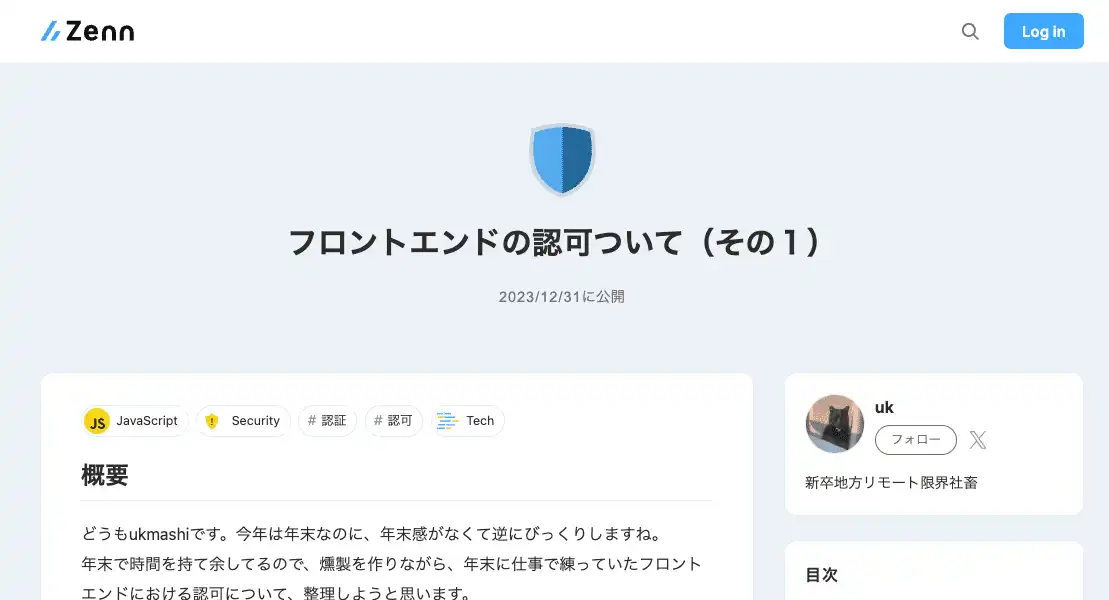 Zenn
Log in
フロントエンドの認可ついて（その１）
2023/12/31に公開
JS JavaScript
Security
# 認証
# 認可
Tech
概要
どうもukmashiです。今年は年末なのに、年末感がなくて逆にびっくりしますね。
年末で時間を持て余してるので、燻製を作りながら、年末に仕事で練っていたフロント
エンドにおける認可について、整理しようと思います。
uk
フォロー
新卒地方リモート限界社畜
目次